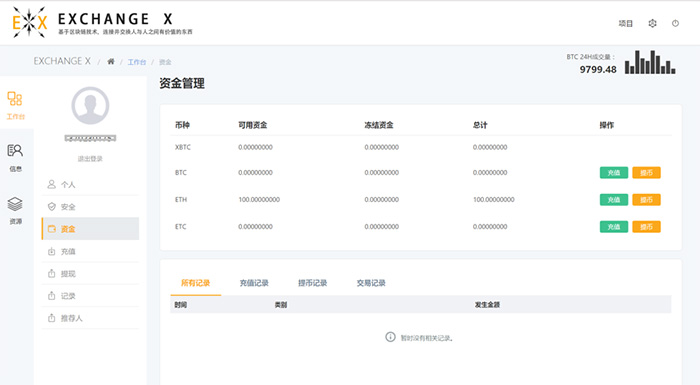 EXCHANGE X
基于区块链技术，连接并交换人与人之间有价值的东西
项目
EXCHANGE X / / 工作台 / 资金
BTC 24H成交量：
9799.48
工作台
信息
资源
退出登录
个人
安全
资金
充值
提现
记录
推荐人
资金管理
币种 可用资金 冻结资金 总计 操作
XBTC 0.00000000 0.00000000 0.00000000
BTC 0.00000000 0.00000000 0.00000000 充值 提币
ETH 100.00000000 0.00000000 100.00000000 充值 提币
ETC 0.00000000 0.00000000 0.00000000 充值 提币
所有记录 充值记录 提币记录 交易记录
时间 类别 发生金额
暂时没有相关记录。